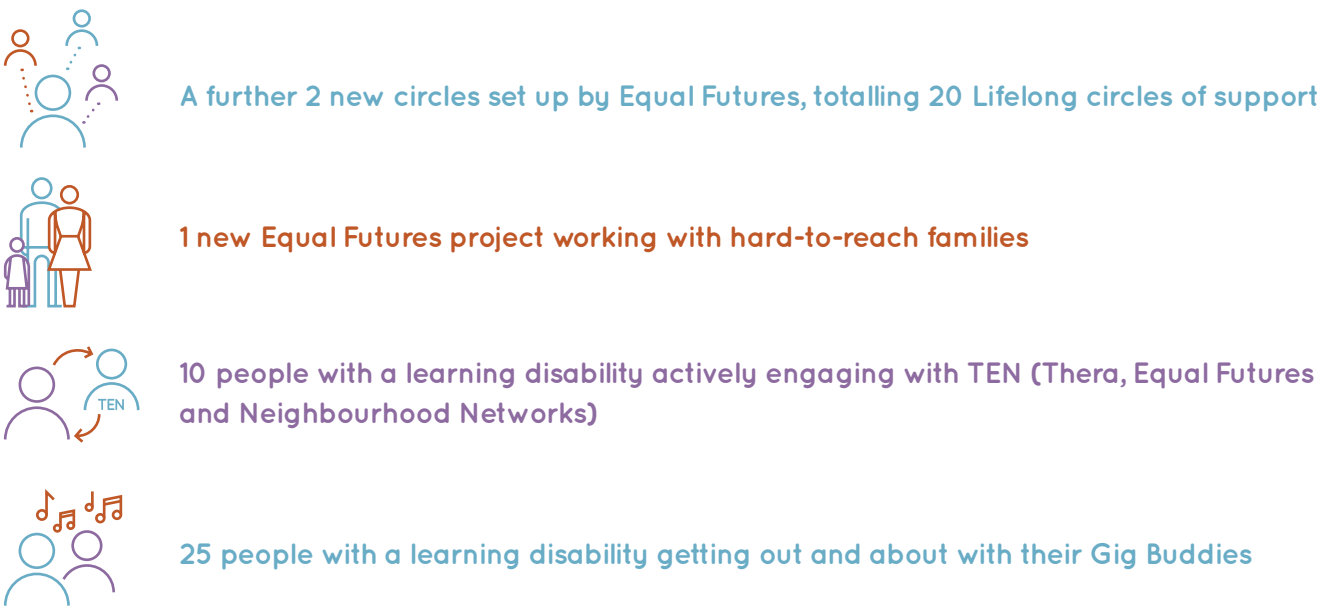 A further 2 new circles set up by Equal Futures, totalling 20 Lifelong circles of support
1 new Equal Futures project working with hard-to-reach families
10 people with a learning disability actively engaging with TEN (Thera, Equal Futures
and Neighbourhood Networks)
TEN
25 people with a learning disability getting out and about with their Gig Buddies